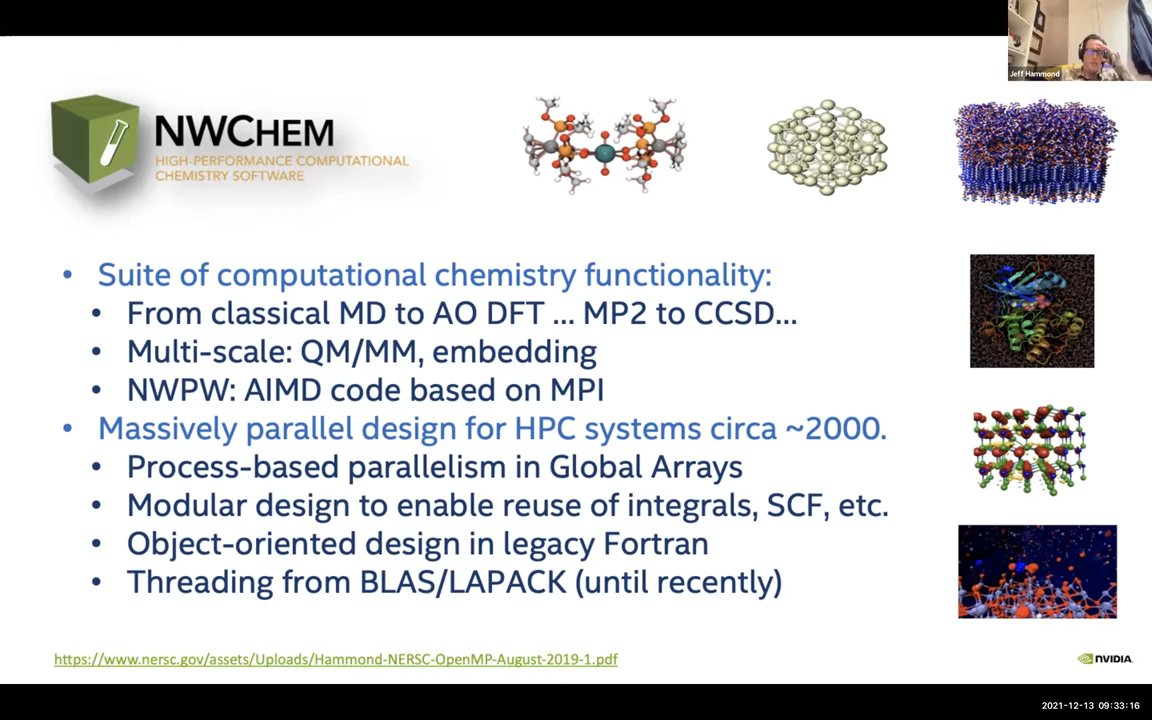 Jeff Hammond
NWCHEM
HIGH-PERFORMANCE COMPUTATIONAL
CHEMISTRY SOFTWARE
• Suite of computational chemistry functionality:
• From classical MD to AO DFT ... MP2 to CCSD...
• Multi-scale: QM/MM, embedding
• NWPW: AIMD code based on MPI
• Massively parallel design for HPC systems circa ~2000.
• Process-based parallelism in Global Arrays
• Modular design to enable reuse of integrals, SCF, etc.
• Object-oriented design in legacy Fortran
• Threading from BLAS/LAPACK (until recently)
https://www.nersc.gov/assets/Uploads/Hammond-NERSC-OpenMP-August-2019-1.pdf
NVIDIA.
2021-12-13 09:33:16